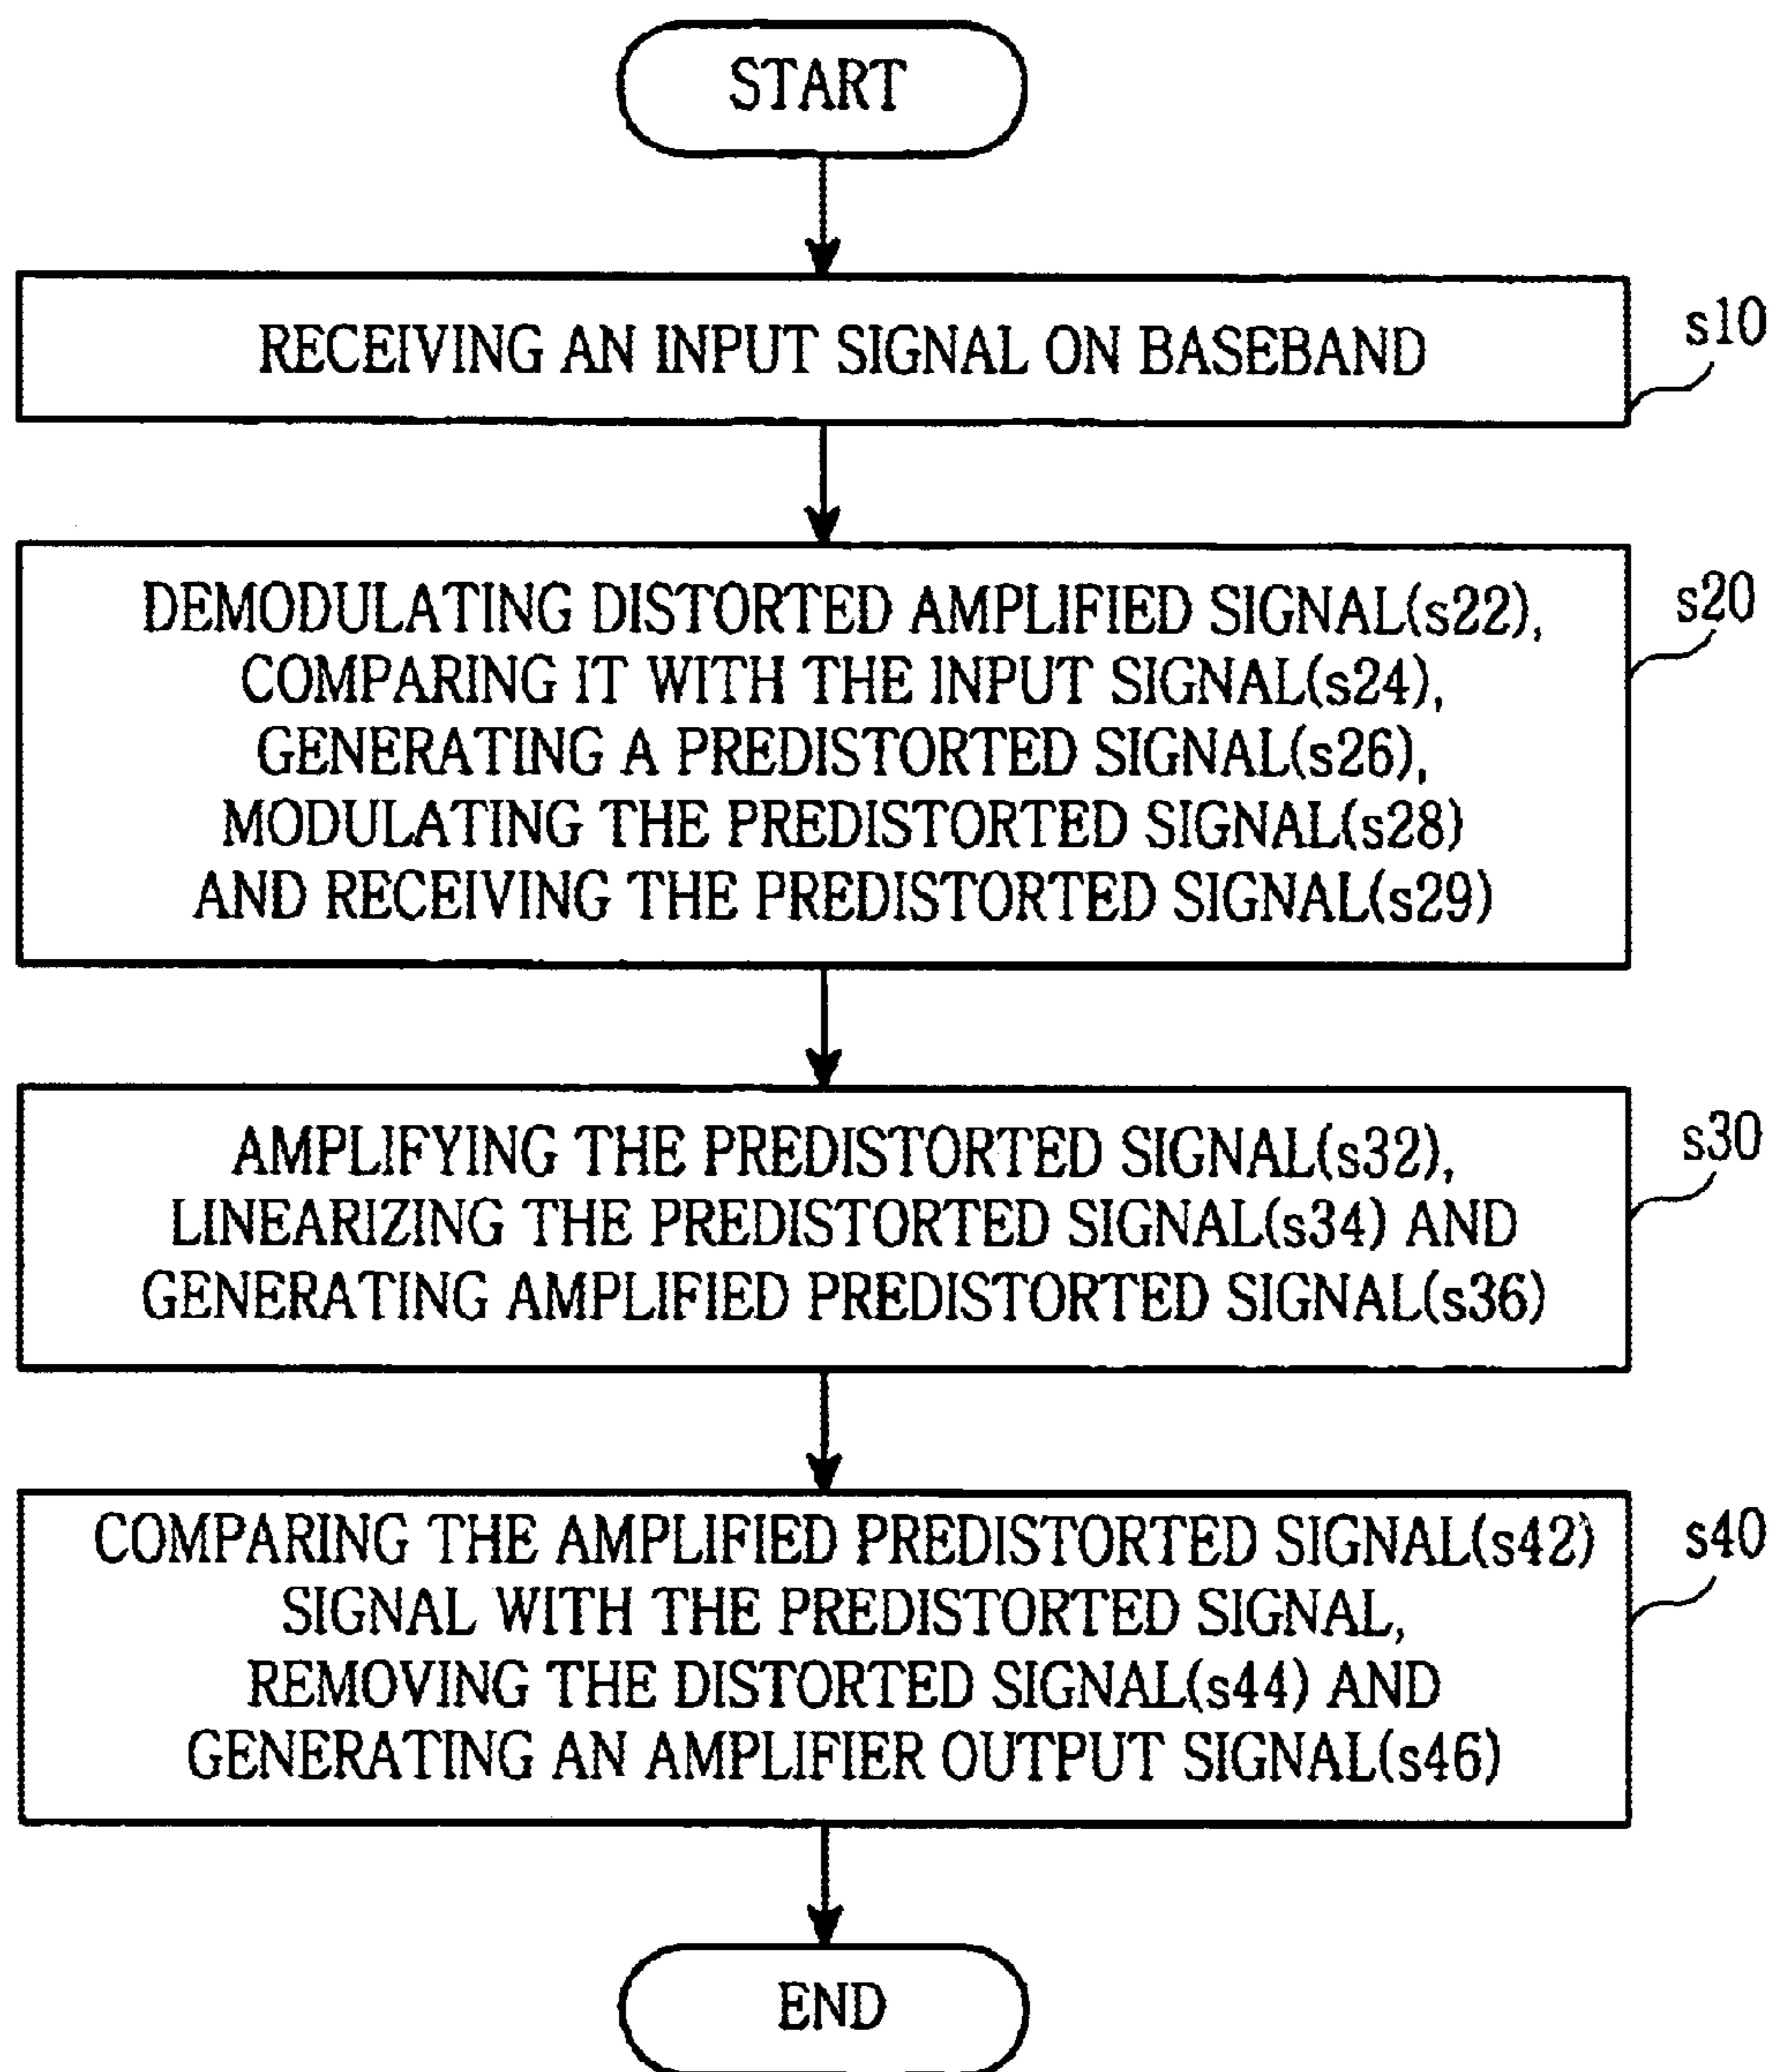 START
RECEIVING AN INPUT SIGNAL ON BASEBAND
s10
DEMODULATING DISTORTED AMPLIFIED SIGNAL(s22),
COMPARING IT WITH THE INPUT SIGNAL(s24),
GENERATING A PREDISTORTED SIGNAL(s26),
MODULATING THE PREDISTORTED SIGNAL(s28)
AND RECEIVING THE PREDISTORTED SIGNAL(s29)
s20
AMPLIFYING THE PREDISTORTED SIGNAL(s32),
LINEARIZING THE PREDISTORTED SIGNAL(s34) AND
GENERATING AMPLIFIED PREDISTORTED SIGNAL(s36)
s30
COMPARING THE AMPLIFIED PREDISTORTED SIGNAL(s42)
SIGNAL WITH THE PREDISTORTED SIGNAL,
REMOVING THE DISTORTED SIGNAL(s44) AND
GENERATING AN AMPLIFIER OUTPUT SIGNAL(s46)
s40
END